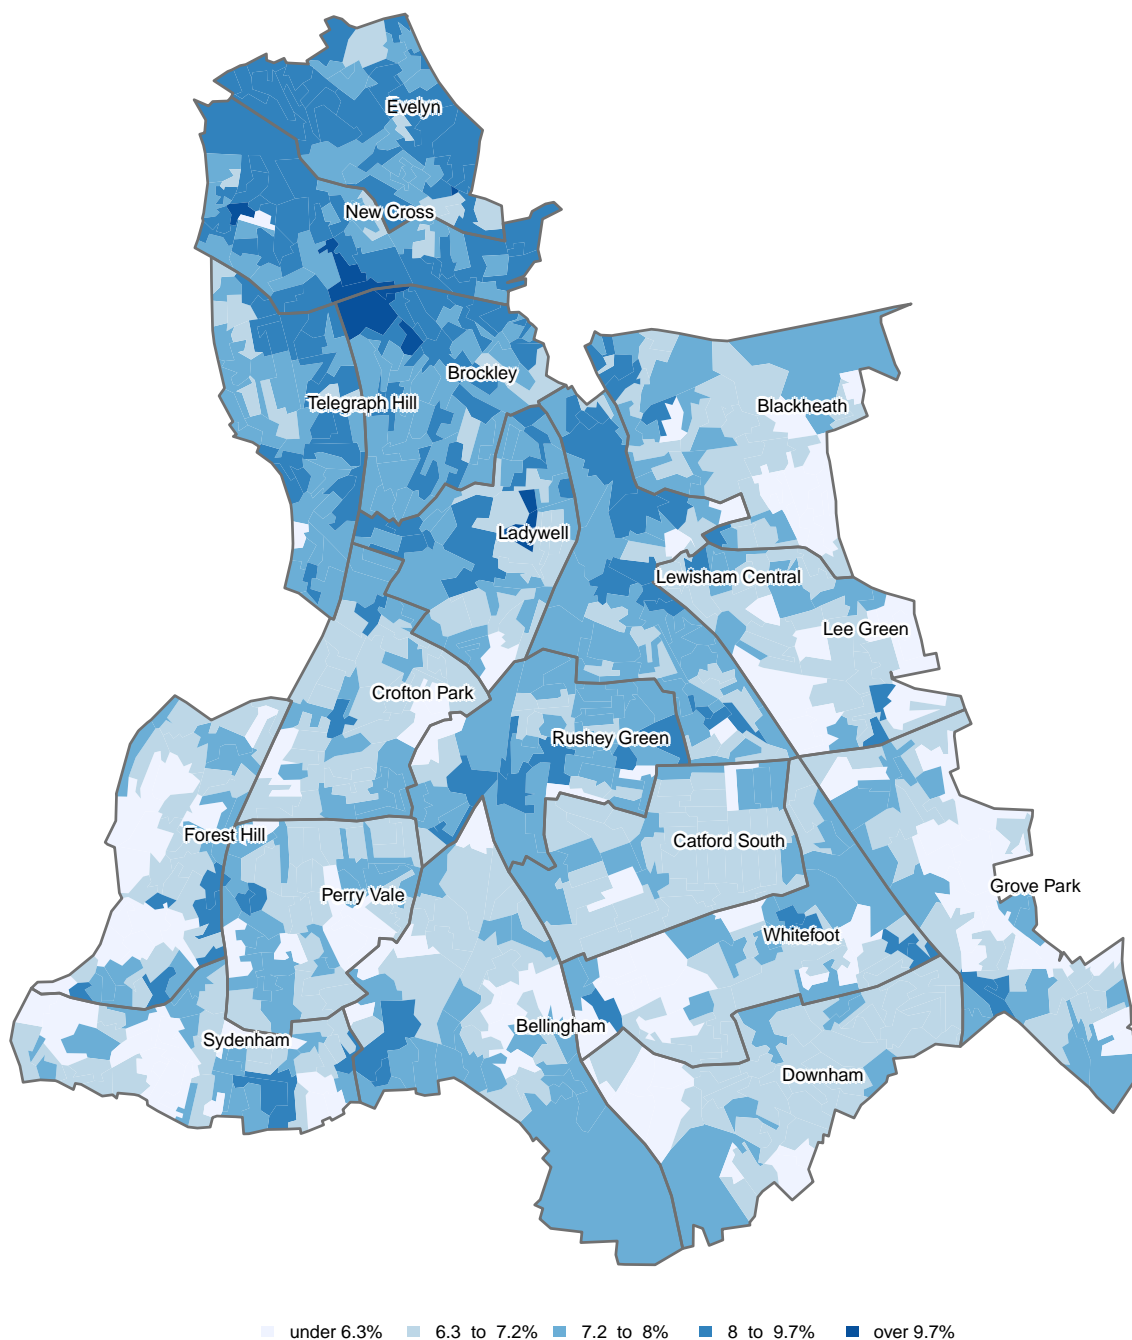 Evelyn
New Cross
Brockley
Telegraph Hill
Blackheath
Ladywell
Lewisham Central
Lee Green
Crofton Park
Rushey Green
Forest Hill
Catford South
Perry Vale
Grove Park
Whitefoot
Bellingham
Sydenham
Downham
under 6.3% 6.3 to 7.2% 7.2 to 8% 8 to 9.7% over 9.7%